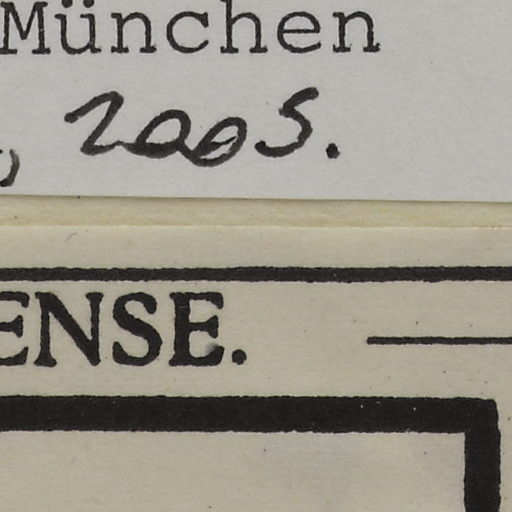 München
, 2005.
ENSE.